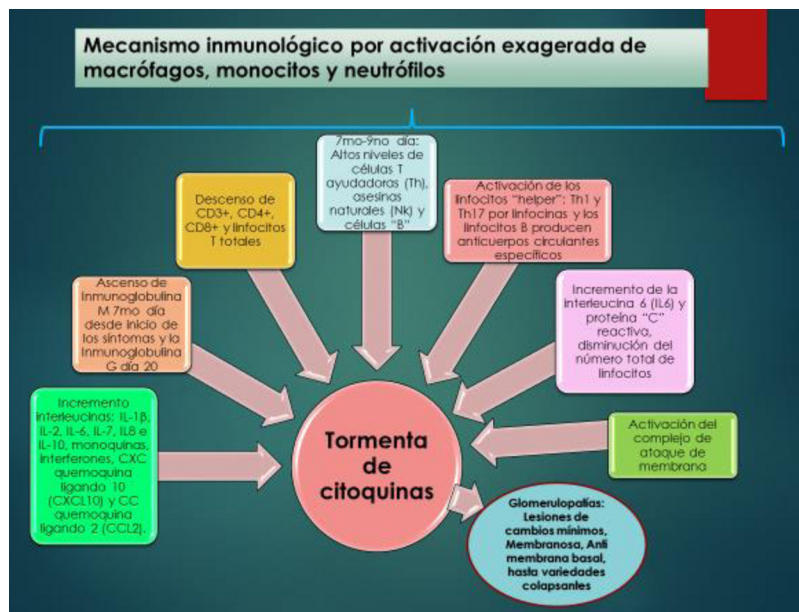 Mecanismo inmunológico por activación exagerada de
macrófagos, monocitos y neutrófilos
7mo-9no día:
Altos niveles de
células T
ayudadoras (Th),
asesinas
naturales (Nk) y
células "B"
Descenso de
CD3+, CD4+,
CD8+ y linfocitos
T totales
Activación de los
linfocitos "helper": Th1 y
Th17 por linfocinas y los
linfocitos B producen
anticuerpos circulantes
específicos
Ascenso de
Inmunoglobulina
M 7mo día
desde inicio de
los síntomas y la
Inmunoglobulina
G día 20
Incremento de la
interleucina 6 (IL6) y
proteína "C"
reactiva,
disminución del
número total de
linfocitos
Incremento
interleucinas: IL-1β,
IL-2, IL-6, IL-7, IL8 e
IL-10, monoquinas,
interferones, CXC
quemoquina
ligando 10
(CXCL10) y CC
quemoquina
ligando 2 (CCL2).
Activación del
complejo de
ataque de
membrana
Tormenta
de
citoquinas
Glomerulopatías:
Lesiones de
cambios mínimos,
Membranosa, Anti
membrana basal,
hasta variedades
colapsantes